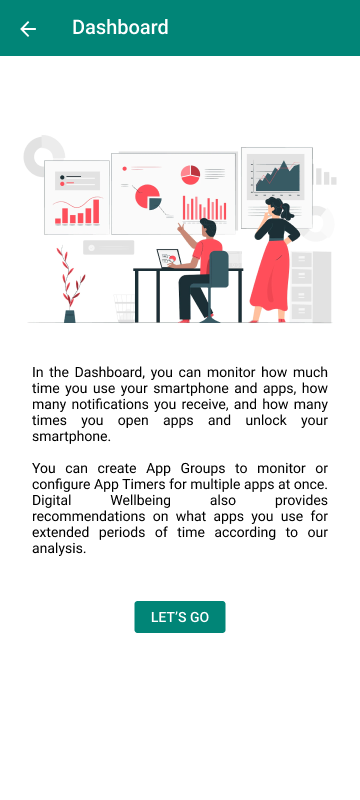 Dashboard
In the Dashboard, you can monitor how much
time you use your smartphone and apps, how
many notifications you receive, and how many
times you open apps and unlock your
smartphone.
You can create App Groups to monitor or
configure App Timers for multiple apps at once.
Digital Wellbeing also provides
recommendations on what apps you use for
extended periods of time according to our
analysis.
LET'S GO